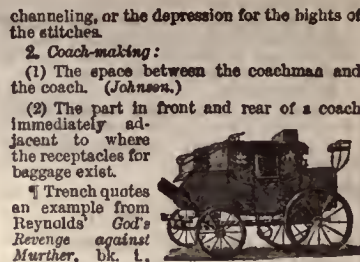 channeling, or the depression for the bights of
the stitches.
2. Coach-making:
(1) The space between the coachman and
the coach. (Johnson.)
(2) The part in front and rear of a coach
immediately ad-
jacent to where
the receptacles for
baggage exist.
¶ Trench quotes
an example from
Reynolds' God's
Revenge against
Murther, bk. i.,